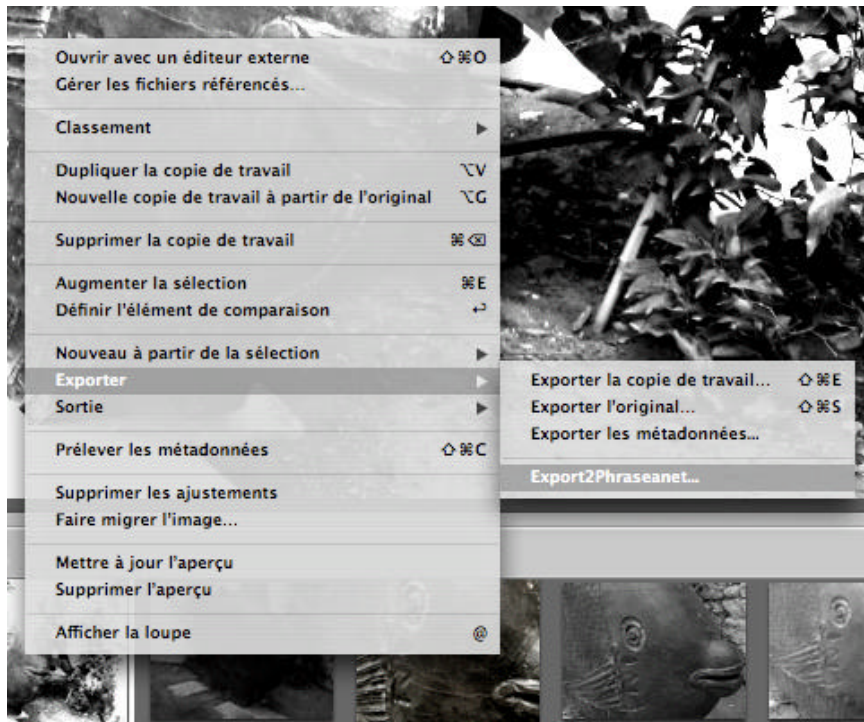 Ouvrir avec un éditeur externe ⇧⌘O
Gérer les fichiers référencés...
Classement ▶
Dupliquer la copie de travail ⌥V
Nouvelle copie de travail à partir de l'original ⌥G
Supprimer la copie de travail ⌘⌫
Augmenter la sélection ⌘E
Définir l'élément de comparaison ↩
Nouveau à partir de la sélection ▶
Exporter ▶
Sortie ▶
Prélever les métadonnées ⇧⌘C
Supprimer les ajustements
Faire migrer l'image...
Mettre à jour l'aperçu
Supprimer l'aperçu
Afficher la loupe @
Exporter la copie de travail... ⇧⌘E
Exporter l'original... ⇧⌘S
Exporter les métadonnées...
Export2Phraseanet...